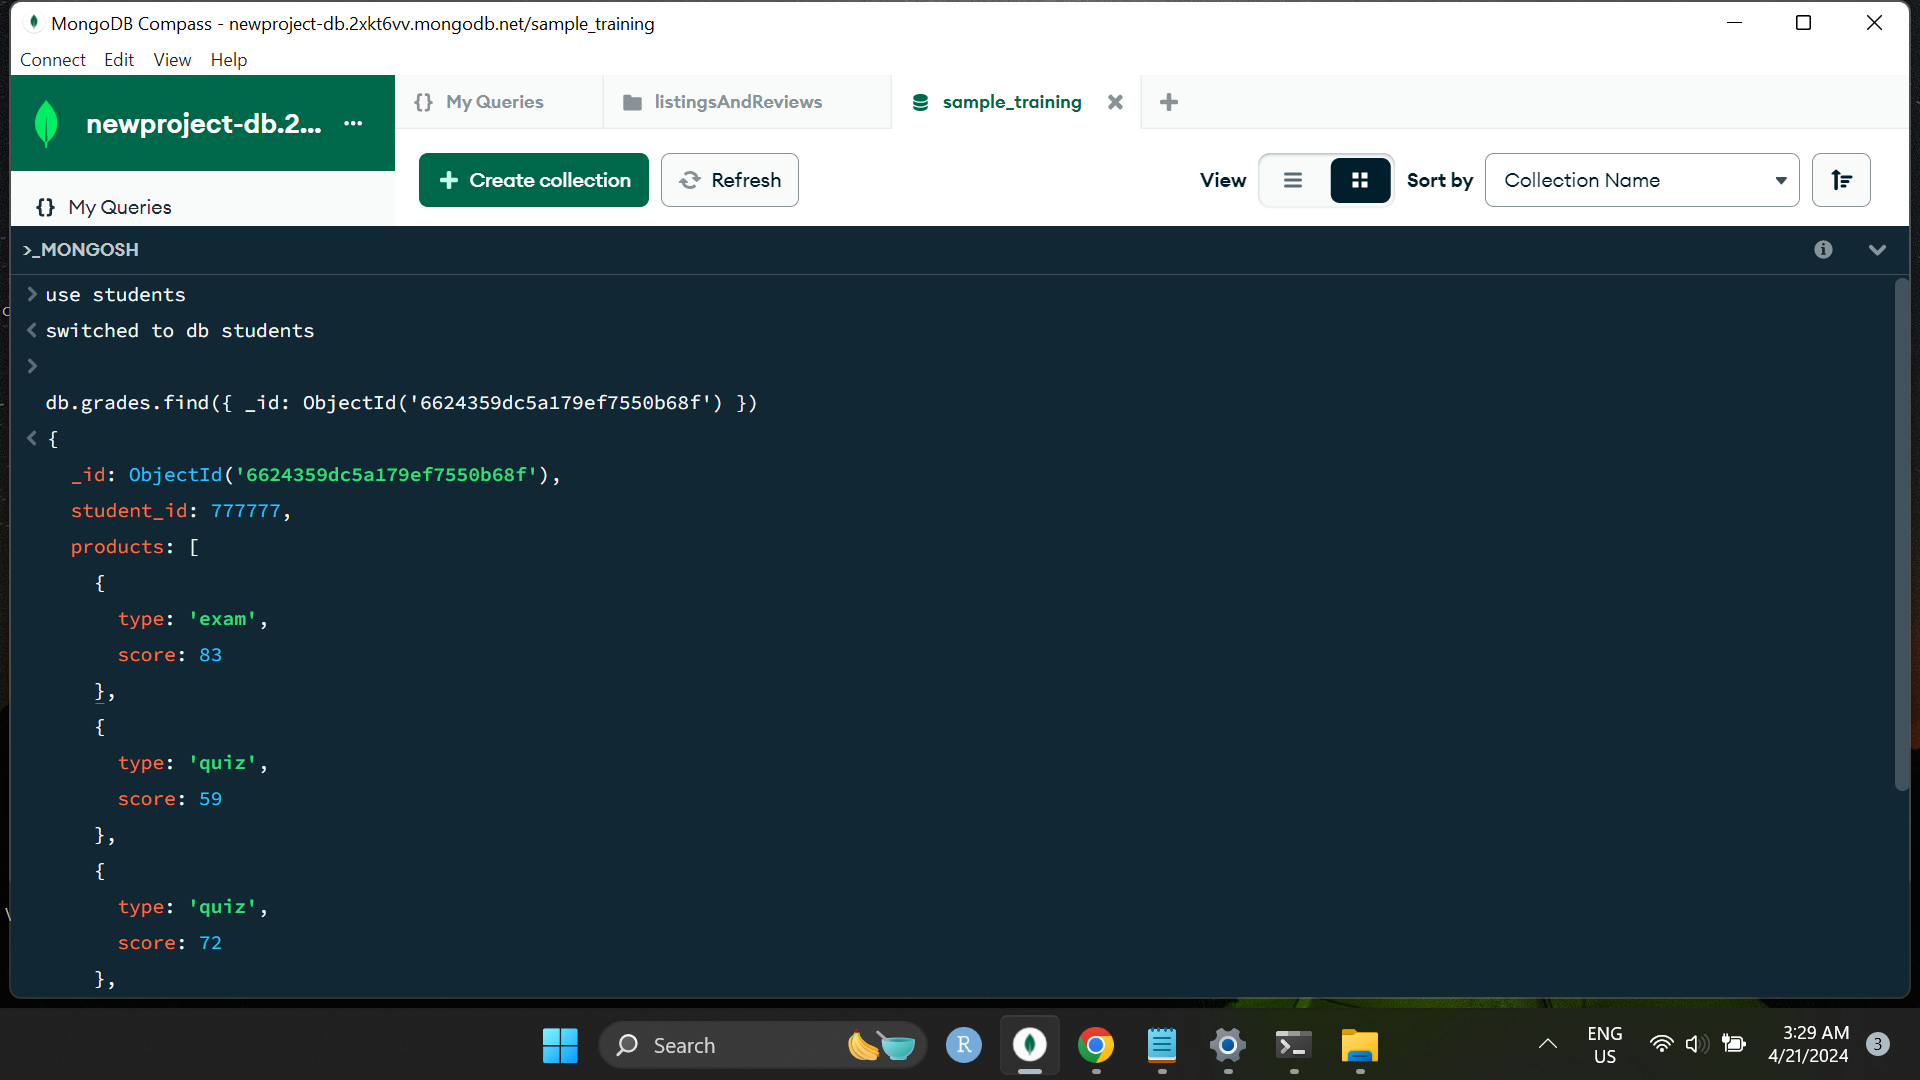 MongoDB Compass - newproject-db.2xkt6vv.mongodb.net/sample_training
Connect Edit View Help
newproject-db.2... ...
{} My Queries
listingsAndReviews
sample_training
+ Create collection
Refresh
View
Sort by
Collection Name
{} My Queries
>_MONGOSH
> use students
< switched to db students
>
db.grades.find({ _id: ObjectId('6624359dc5a179ef7550b68f') })
< {
_id: ObjectId('6624359dc5a179ef7550b68f'),
student_id: 777777,
products: [
{
type: 'exam',
score: 83
},
{
type: 'quiz',
score: 59
},
{
type: 'quiz',
score: 72
},
Search
R
ENG
US
3:29 AM
4/21/2024
3